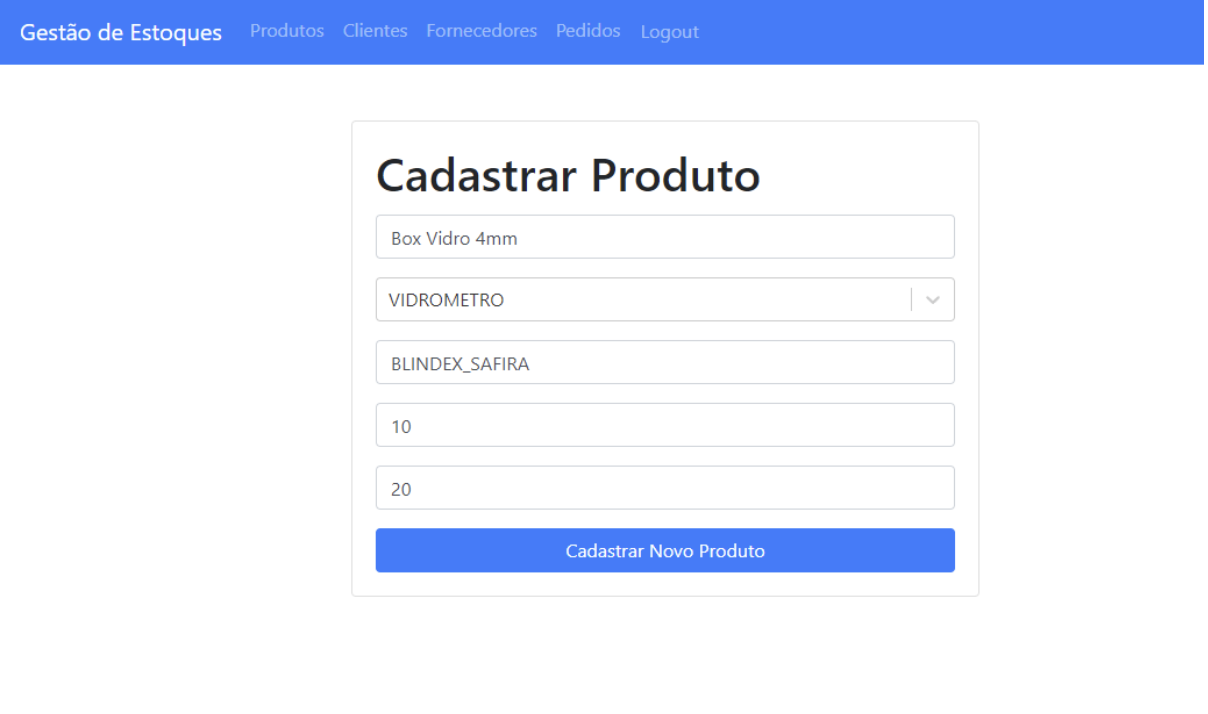 Gestão de Estoques Produtos Clientes Fornecedores Pedidos Logout
Cadastrar Produto
Box Vidro 4mm
VIDROMETRO
BLINDEX_SAFIRA
10
20
Cadastrar Novo Produto